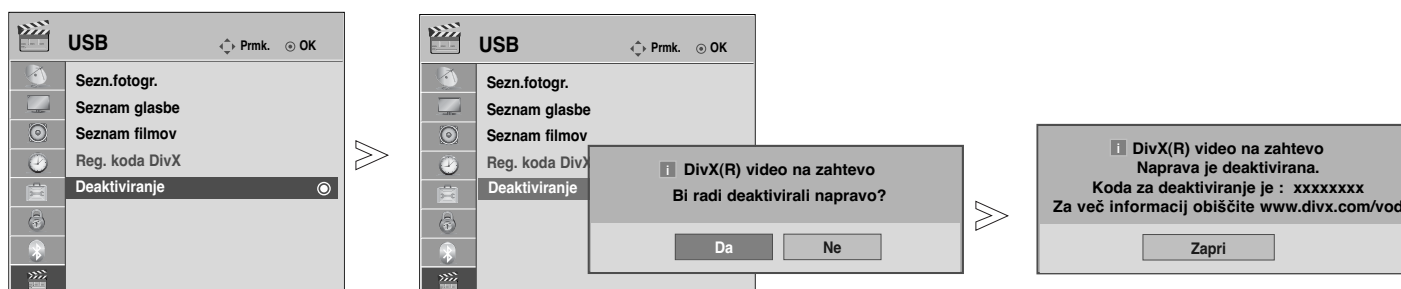 USB Prmk. OK
Sezn.fotogr.
Seznam glasbe
Seznam filmov
Reg. koda DivX
Deaktiviranje
USB Prmk. OK
Sezn.fotogr.
Seznam glasbe
Seznam filmov
Reg. koda DivX
Deaktiviranje
DivX(R) video na zahtevo
Bi radi deaktivirali napravo?
Da Ne
DivX(R) video na zahtevo
Naprava je deaktivirana.
Koda za deaktiviranje je : xxxxxxxx
Za več informacij obiščite www.divx.com/vod
Zapri